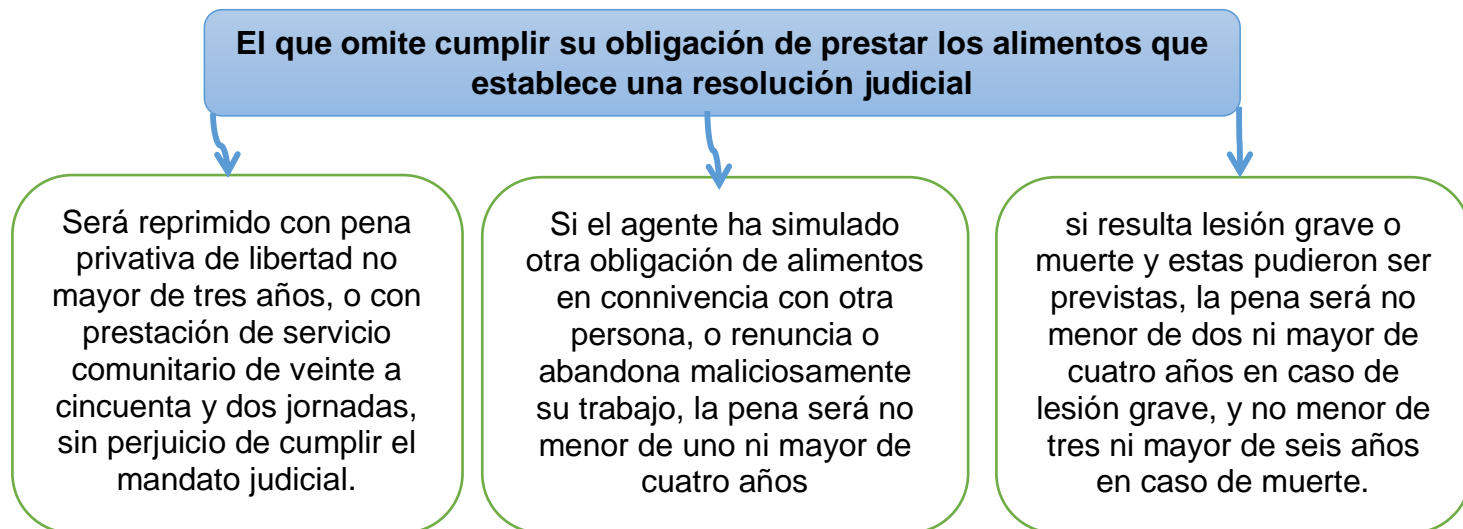 El que omite cumplir su obligación de prestar los alimentos que
establece una resolución judicial
Será reprimido con pena
privativa de libertad no
mayor de tres años, o con
prestación de servicio
comunitario de veinte a
cincuenta y dos jornadas,
sin perjuicio de cumplir el
mandato judicial.
Si el agente ha simulado
otra obligación de alimentos
en connivencia con otra
persona, o renuncia o
abandona maliciosamente
su trabajo, la pena será no
menor de uno ni mayor de
cuatro años
si resulta lesión grave o
muerte y estas pudieron ser
previstas, la pena será no
menor de dos ni mayor de
cuatro años en caso de
lesión grave, y no menor de
tres ni mayor de seis años
en caso de muerte.